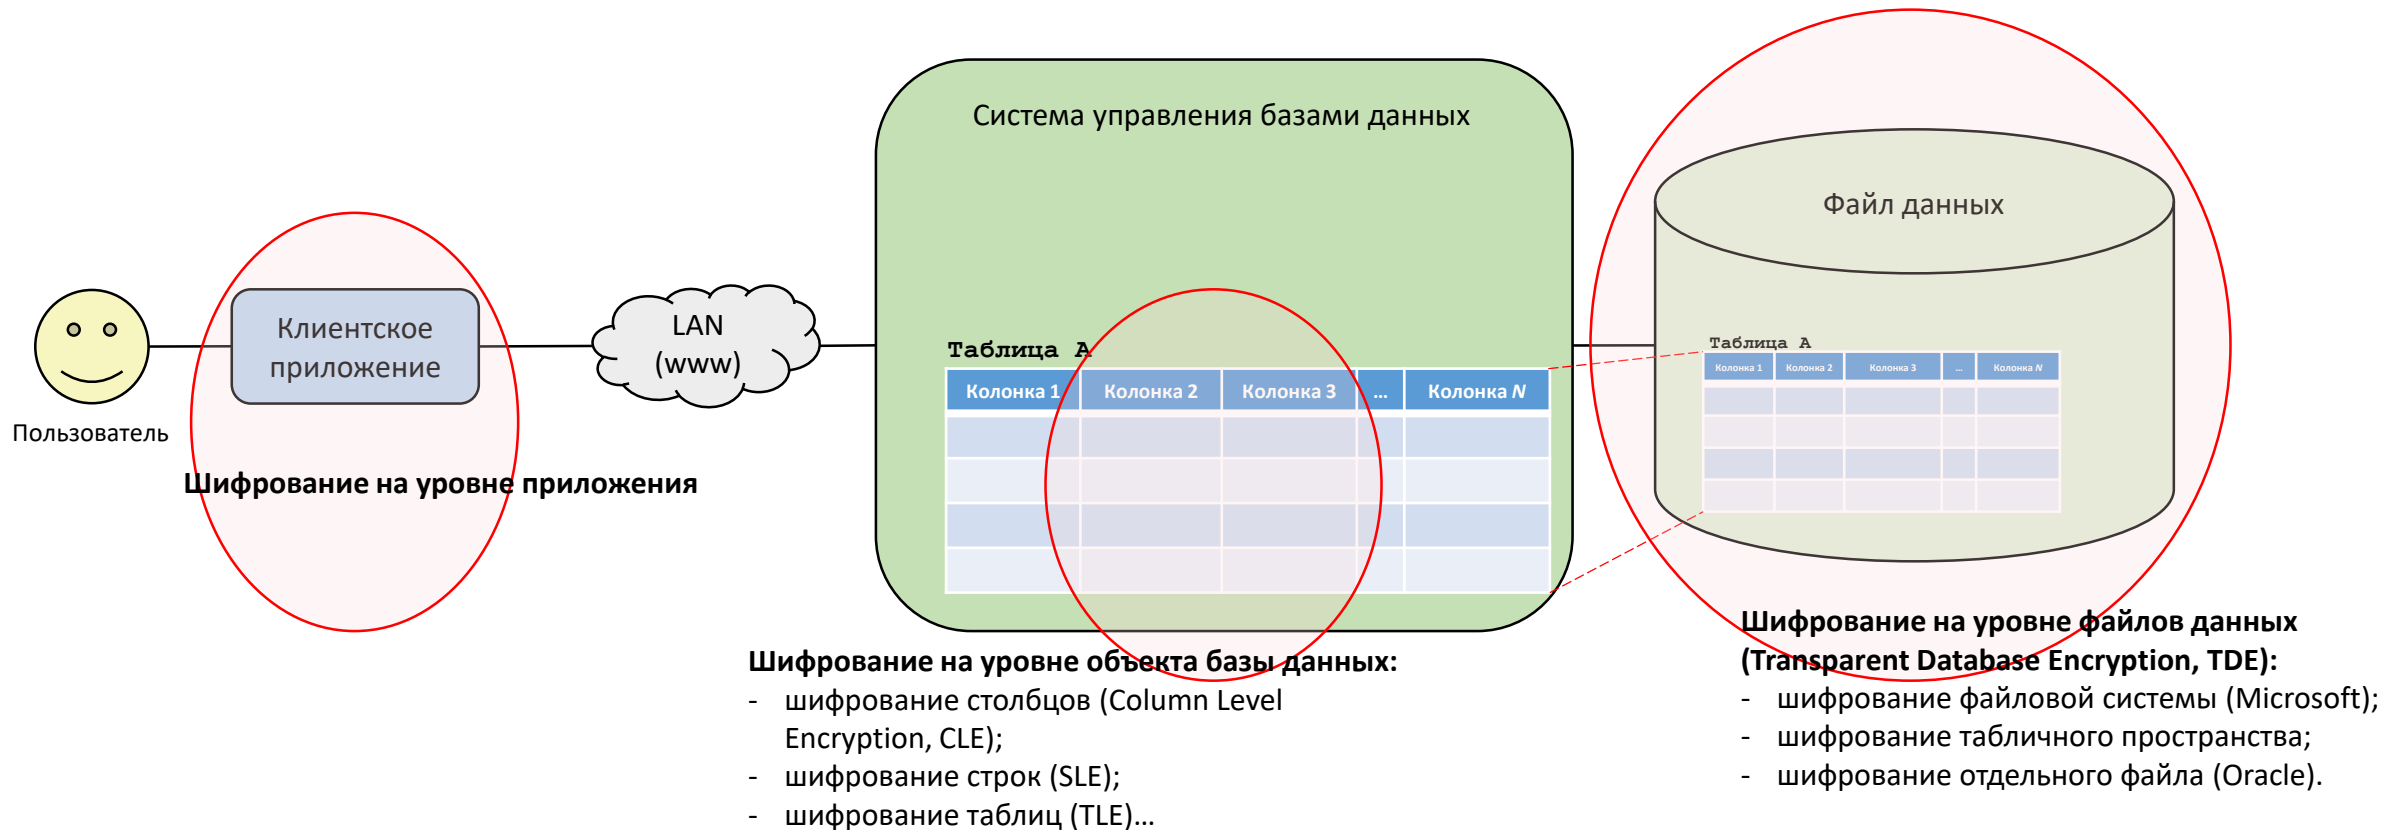 Система управления базами данных
Файл данных
Клиентское
приложение
LAN
(www)
Пользователь
Шифрование на уровне приложения
Таблица А
Колонка 1 Колонка 2 Колонка 3 … Колонка N
Таблица А
Колонка 1 Колонка 2 Колонка 3 … Колонка N
Шифрование на уровне объекта базы данных:
- шифрование столбцов (Column Level
Encryption, CLE);
- шифрование строк (SLE);
- шифрование таблиц (TLE)…
Шифрование на уровне файлов данных
(Transparent Database Encryption, TDE):
- шифрование файловой системы (Microsoft);
- шифрование табличного пространства;
- шифрование отдельного файла (Oracle).